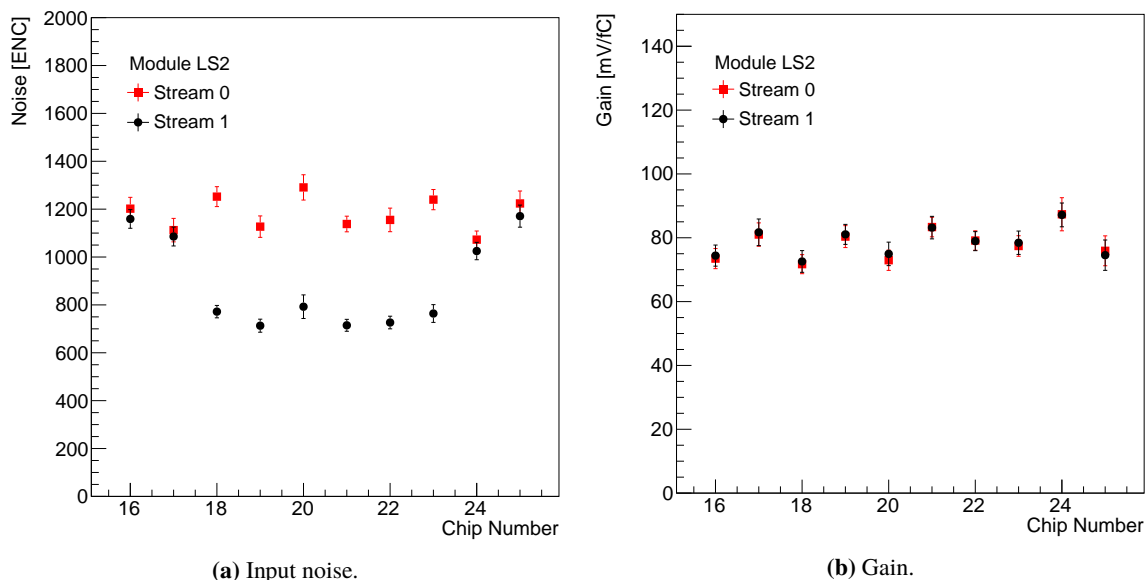 Noise [ENC]
2000
1800
1600
1400
1200
1000
800
600
400
200
0
Module LS2
Stream 0
Stream 1
16 18 20 22 24
Chip Number
(a) Input noise.
Gain [mV/fC]
140
120
100
80
60
40
20
0
Module LS2
Stream 0
Stream 1
16 18 20 22 24
Chip Number
(b) Gain.